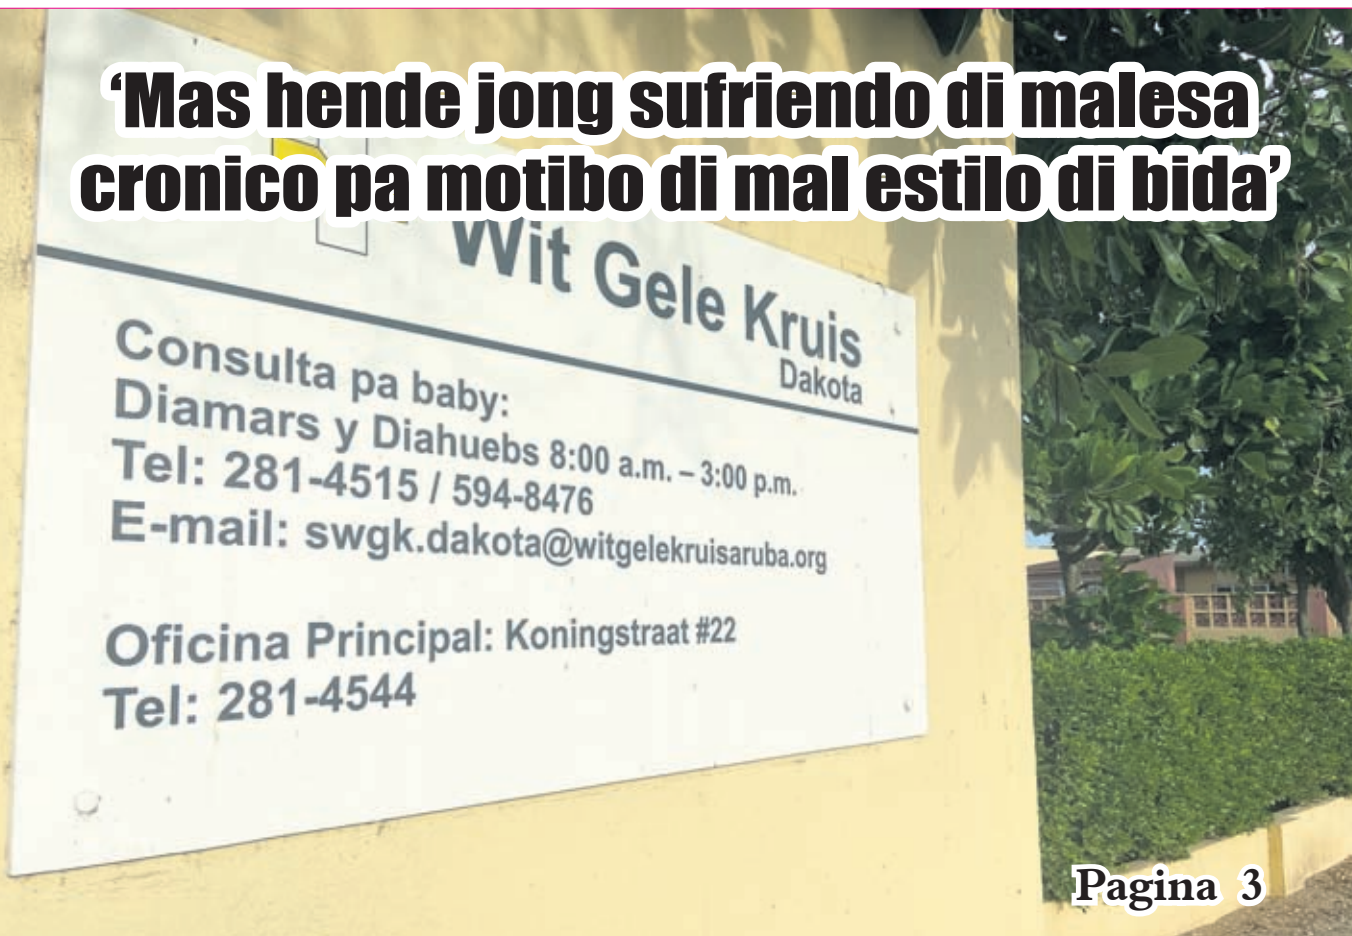 ‘Mas hende jong sufriendo di malesa
cronico pa motibo di mal estilo di bida’
Wit Gele Kruis
Dakota
Consulta pa baby:
Diamars y Diahuebs 8:00 a.m. – 3:00 p.m.
Tel: 281-4515 / 594-8476
E-mail: swgk.dakota@witgelekruisaruba.org
Oficina Principal: Koningstraat #22
Tel: 281-4544
Pagina 3